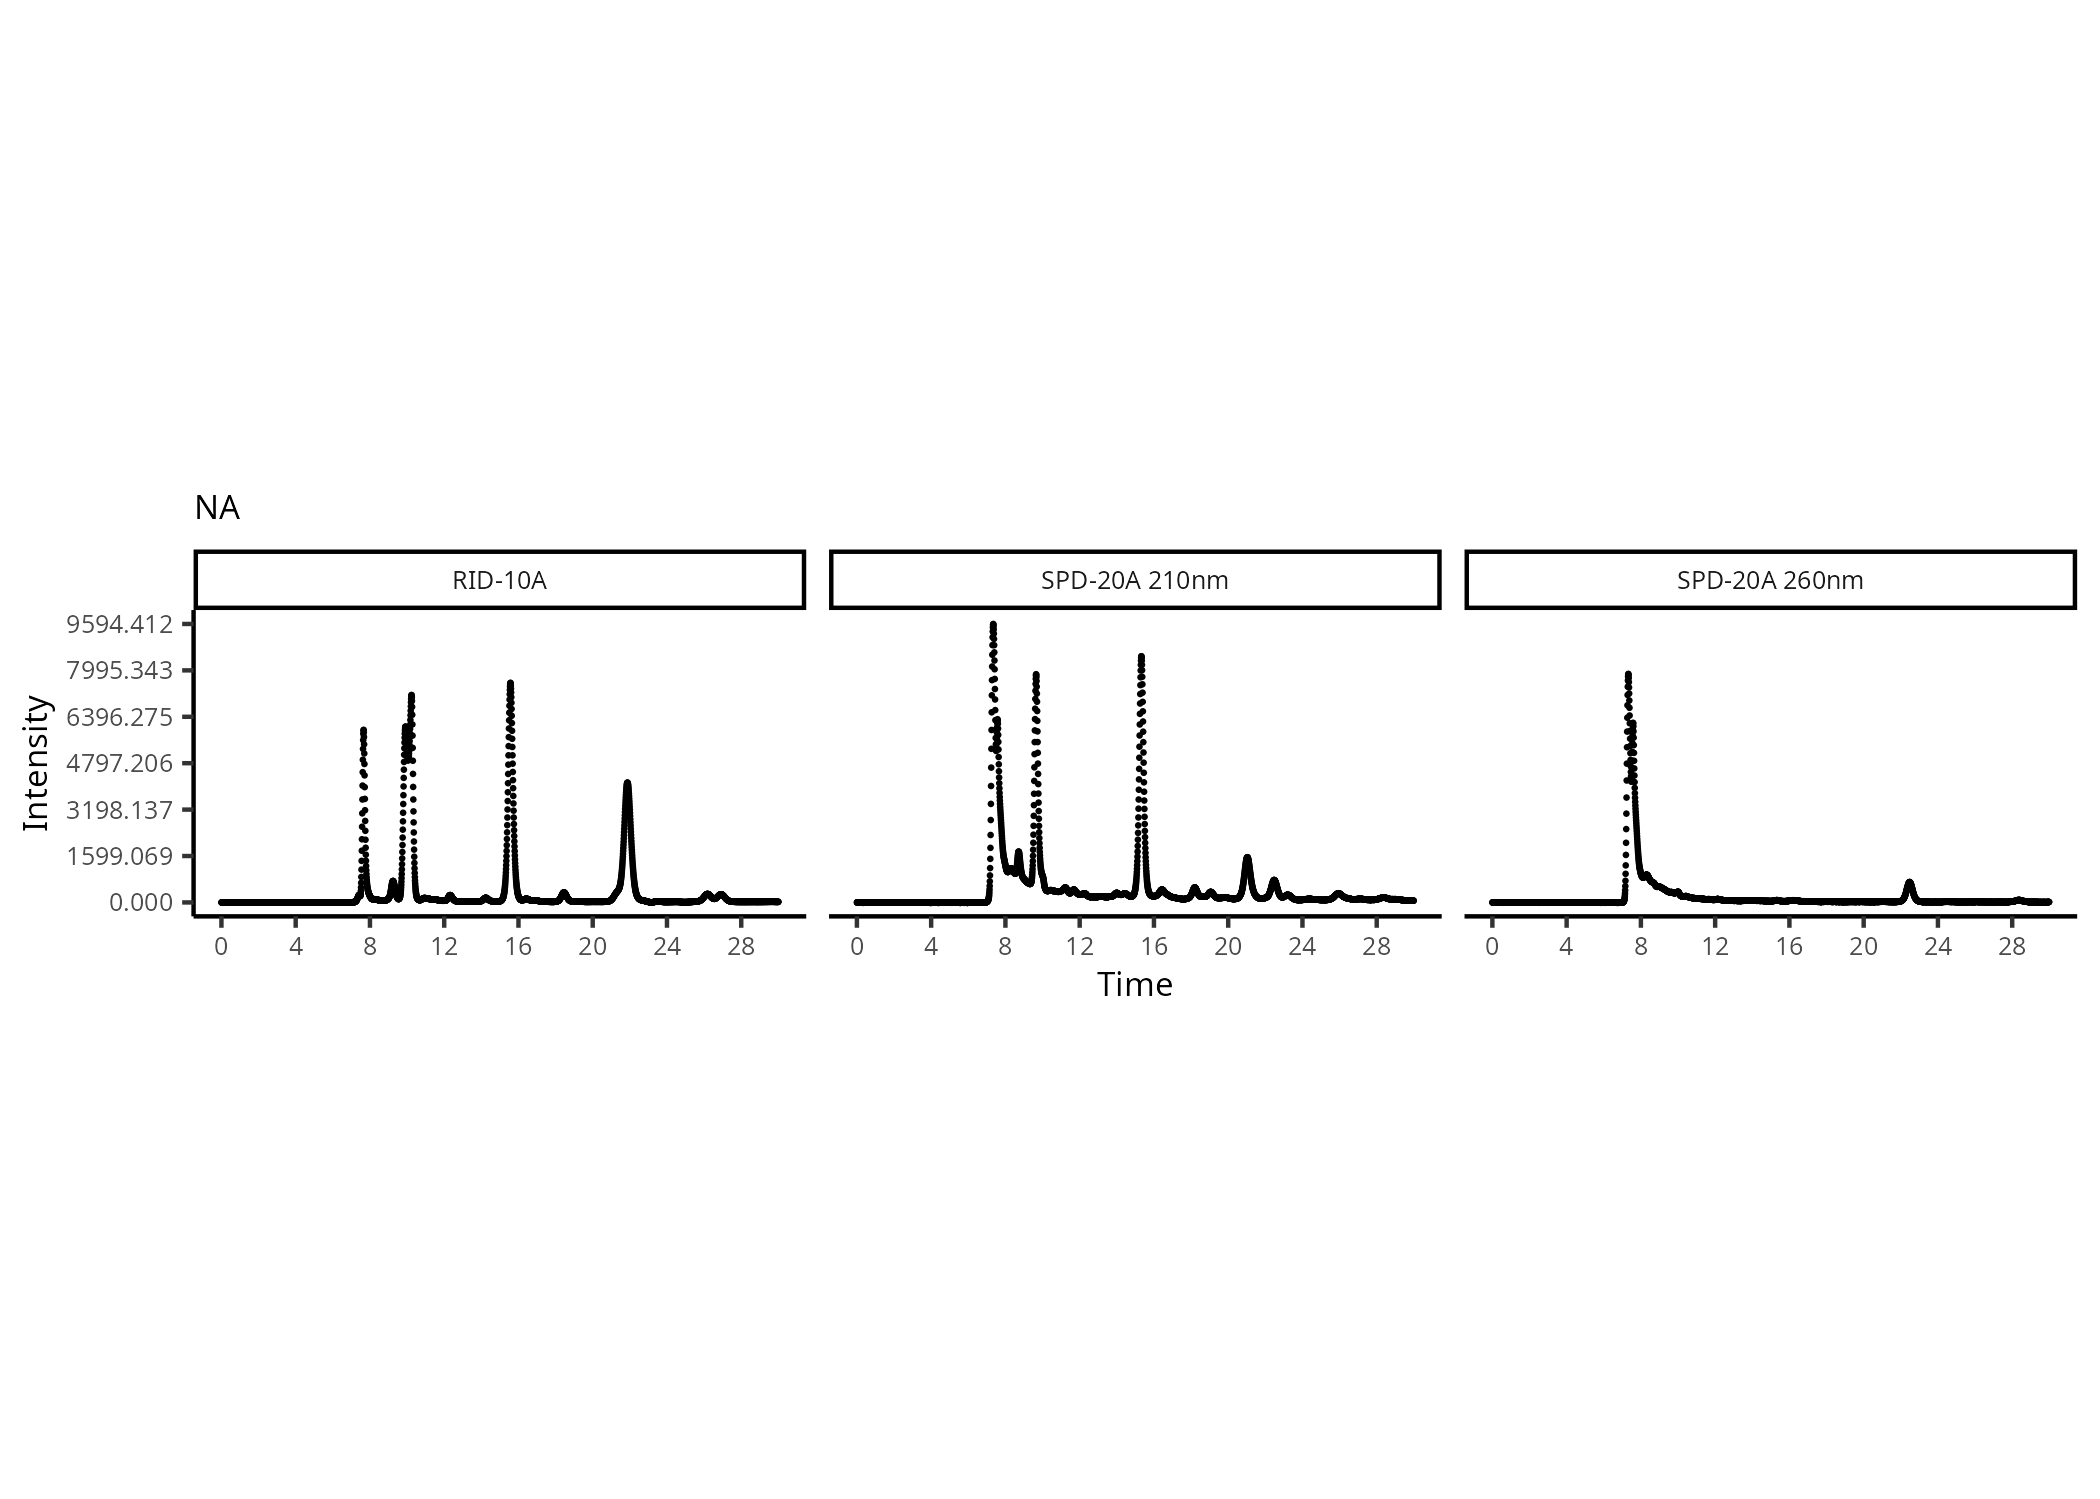 NA
RID-10A
SPD-20A 210nm
SPD-20A 260nm
Intensity
9594.412
7995.343
6396.275
4797.206
3198.137
1599.069
0.000
0 4 8 12 16 20 24 28
0 4 8 12 16 20 24 28
0 4 8 12 16 20 24 28
Time